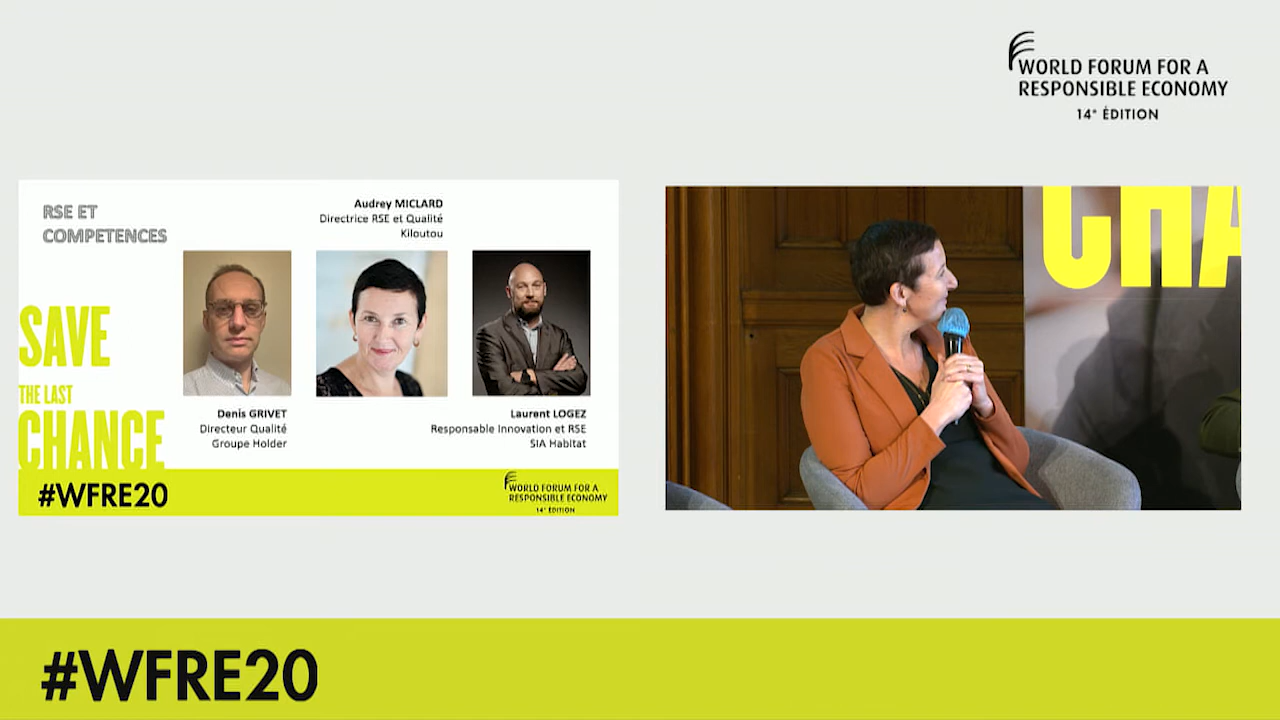 WORLD FORUM FOR A
RESPONSIBLE ECONOMY
14e ÉDITION
RSE ET
COMPETENCES
Audrey MICLARD
Directrice RSE et Qualité
Kiloutou
SAVE
THE LAST
CHANCE
Denis GRIVET
Directeur Qualité
Groupe Holder
Laurent LOGEZ
Responsable Innovation et RSE
SIA Habitat
#WFRE20
WORLD FORUM FOR A
RESPONSIBLE ECONOMY
14e ÉDITION
CHA
#WFRE20